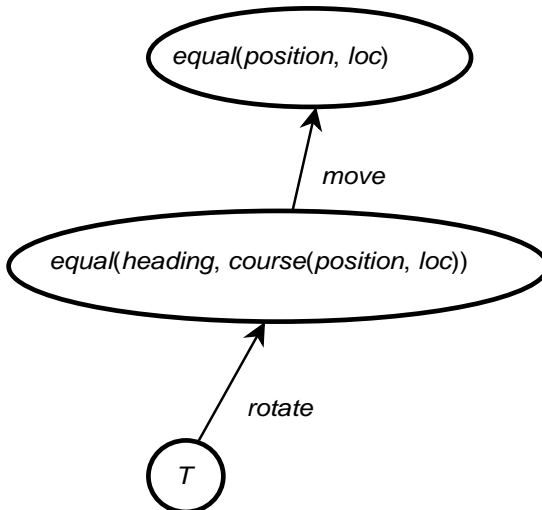 equal(position, loc)
move
equal(heading, course(position, loc))
rotate
T